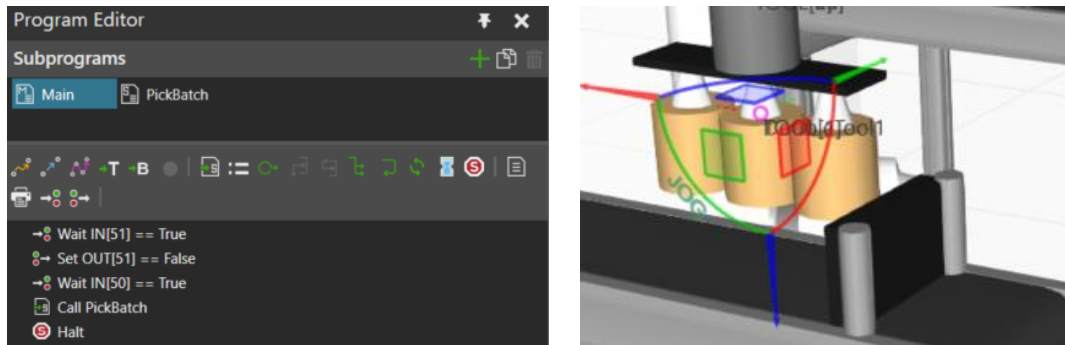 Program Editor
Subprograms
Main
PickBatch
T
B
Wait IN[51] == True
Set OUT[51] == False
Wait IN[50] == True
Call PickBatch
Halt
JOG